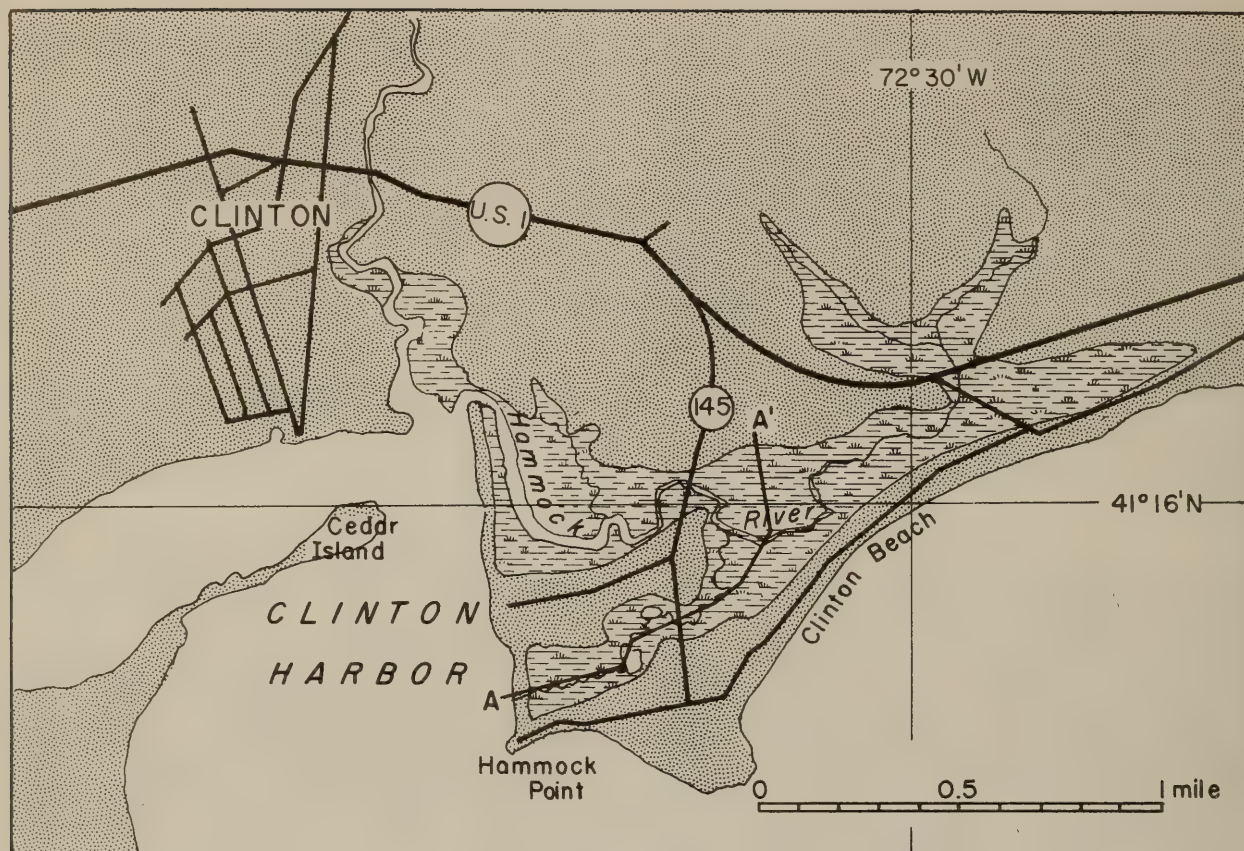 72° 30' W
CLINTON
U.S. 1
145
A'
Hammock
River
41° 16' N
Cedar
Island
Clinton Beach
CLINTON
HARBOR
A
Hammock
Point
0 0.5 1 mile